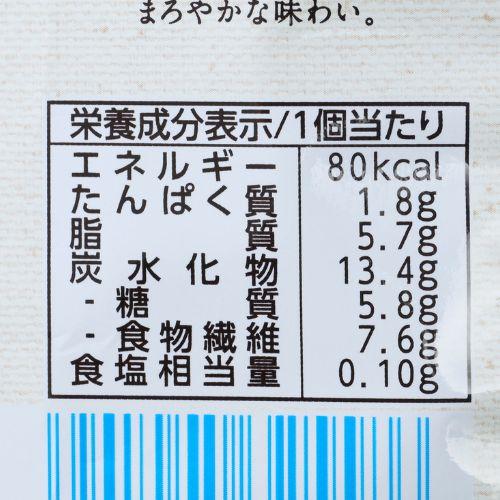 まろやかな味わい。
栄養成分表示/1個当たり
エネルギー 80kcal
たんぱく質 1.8g
脂質 5.7g
炭水化物 13.4g
- 糖質 5.8g
- 食物繊維 7.6g
食塩相当量 0.10g